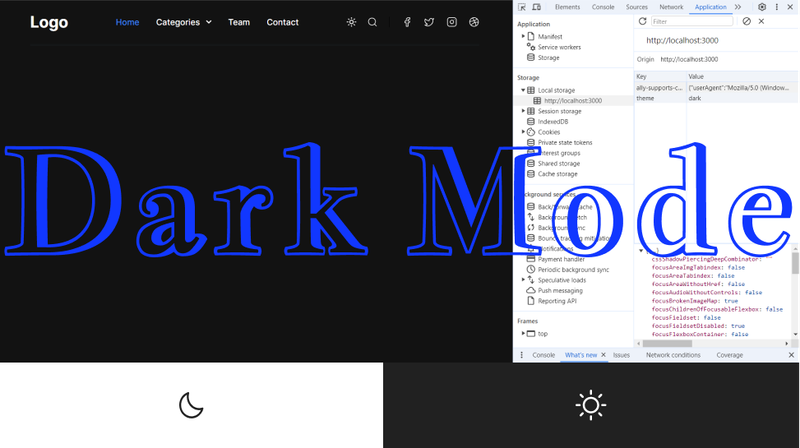 Logo
Home Categories Team Contact
Elements Console Sources Network Application
Application
Manifest
Service workers
Storage
Storage
Local storage
http://localhost:3000
Session storage
IndexedDB
Cookies
Private state tokens
Interest groups
Shared storage
Cache storage
Background services
Back/forward cache
Background fetch
Background sync
Bounce tracking mitigation
Notifications
Payment handler
Periodic background sync
Speculative loads
Push messaging
Reporting API
Frames
top
Filter
http://localhost:3000
Origin http://localhost:3000
Key Value
ally-supports-c... {"userAgent":"Mozilla/5.0 (Window...
theme dark
Dark Mode
cssShadowPiercingDeepCombinator: ""
focusAreaImgTabindex: false
focusAreaTabindex: false
focusAreaWithoutHref: false
focusAudioWithoutControls: false
focusBrokenImageMap: true
focusChildrenOfFocusableFlexbox: false
focusFieldset: false
focusFieldsetDisabled: true
focusFlexboxContainer: false
Console What's new Issues Network conditions Coverage